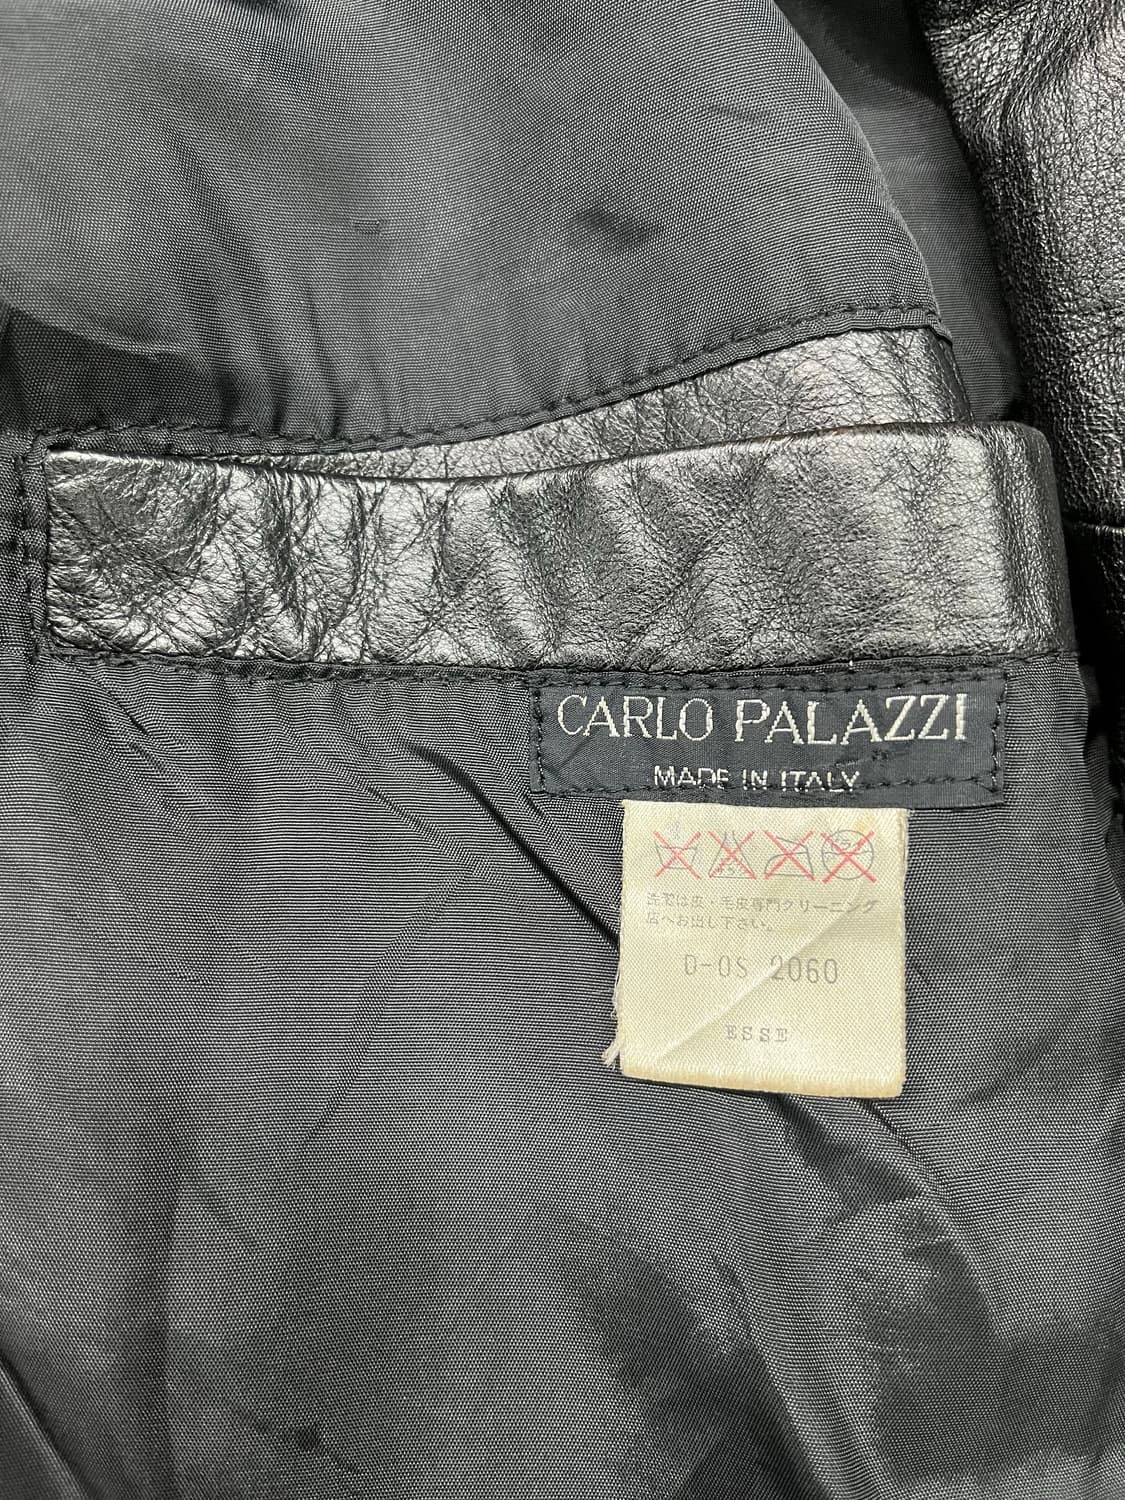 CARLO PALAZZI
MADE IN ITALY
洗濯は皮・毛皮専門クリーニング
店へお出し下さい。
D-OS 2060
ESSE